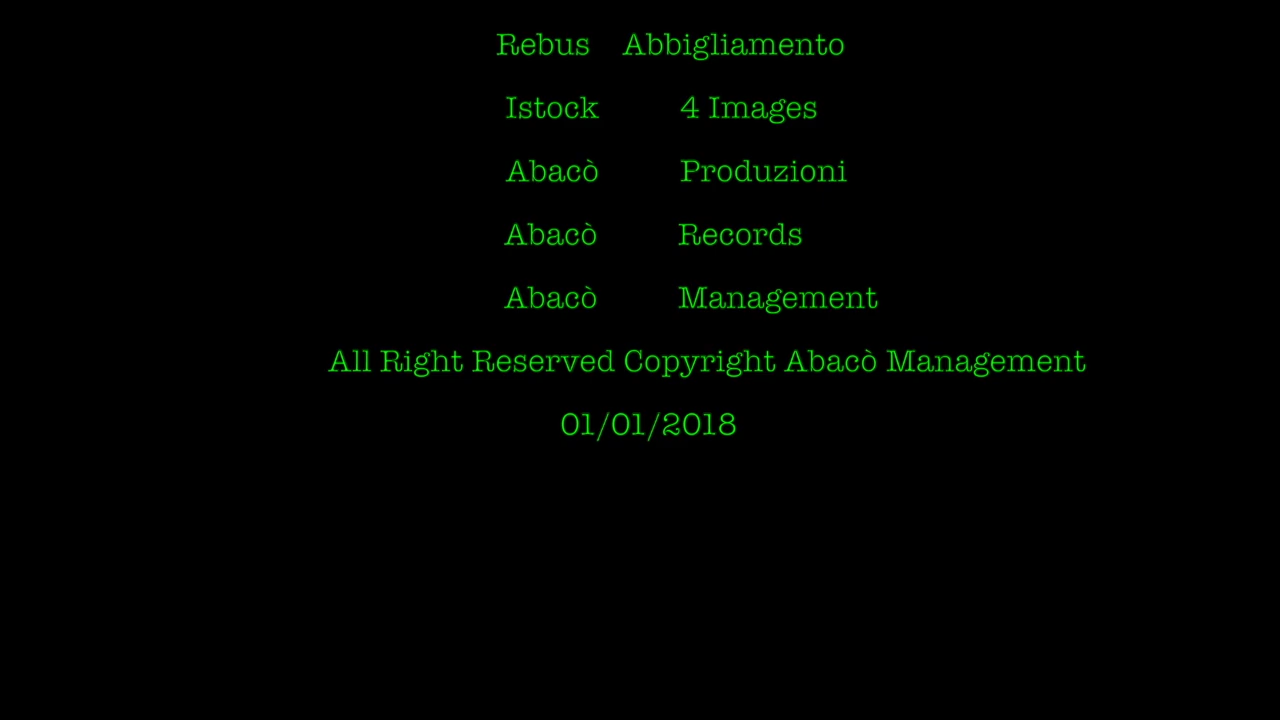 Rebus Abbigliamento
Istock 4 Images
Abacò Produzioni
Abacò Records
Abacò Management
All Right Reserved Copyright Abacò Management
01/01/2018